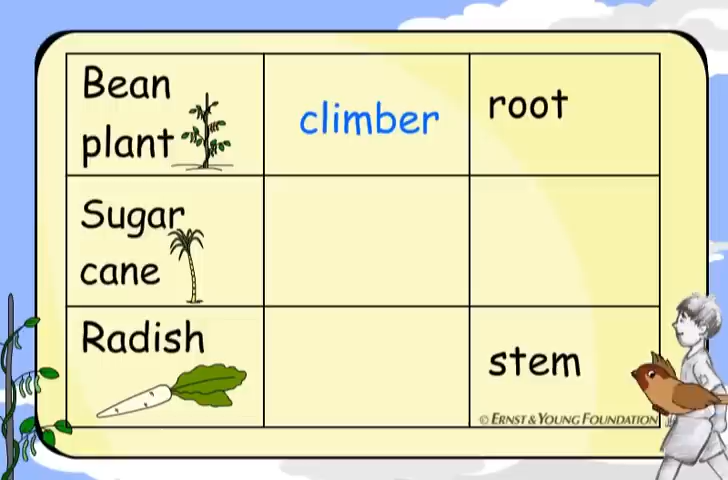 Bean
plant
climber
root
Sugar
cane
Radish
stem
© ERNST & YOUNG FOUNDATION